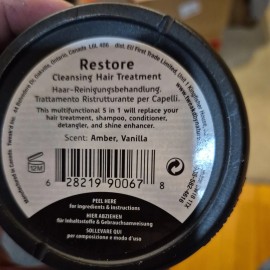 Restore
Cleansing Hair Treatment
Haar-Reinigungsbehandlung.
Trattamento Ristrutturante per Capelli.
This multifunctional 5 in 1 will replace your
hair treatment, shampoo, conditioner,
detangler, and shine enhancer.
Scent: Amber, Vanilla
12M
6 28219 90067 8
PEEL HERE
for ingredients & instructions
HIER ABZIEHEN
für Inhaltsstoffe & Gebrauchsanweisung
SOLLEVARE QUI
per composizione e modo d'uso